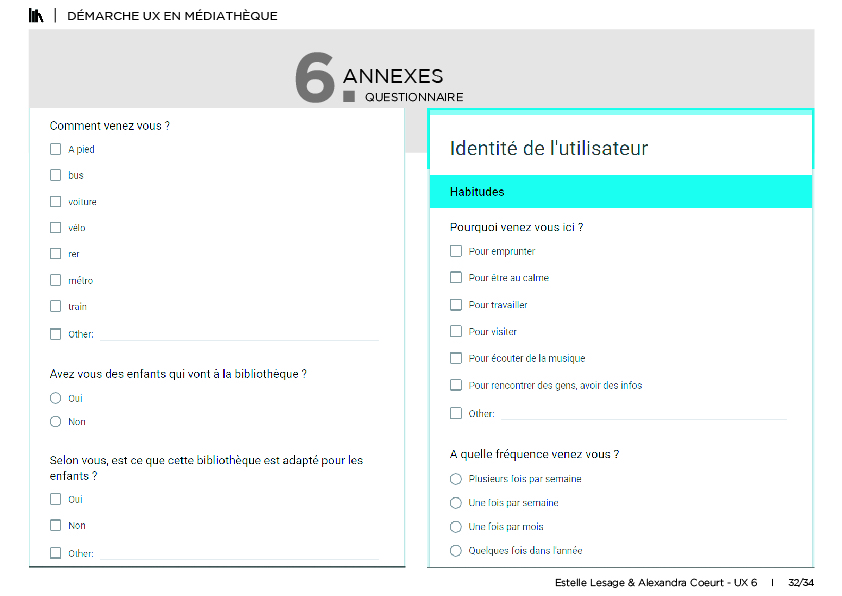 DÉMARCHE UX EN MÉDIATHÈQUE
6. ANNEXES
QUESTIONNAIRE
Comment venez vous ?
A pied
bus
voiture
vélo
rer
métro
train
Other:
Avez vous des enfants qui vont à la bibliothèque ?
Oui
Non
Selon vous, est ce que cette bibliothèque est adapté pour les
enfants ?
Oui
Non
Other:
Identité de l'utilisateur
Habitudes
Pourquoi venez vous ici ?
Pour emprunter
Pour être au calme
Pour travailler
Pour visiter
Pour écouter de la musique
Pour rencontrer des gens, avoir des infos
Other:
A quelle fréquence venez vous ?
Plusieurs fois par semaine
Une fois par semaine
Une fois par mois
Quelques fois dans l'année
Estelle Lesage & Alexandra Coeurt - UX 6 | 32/34